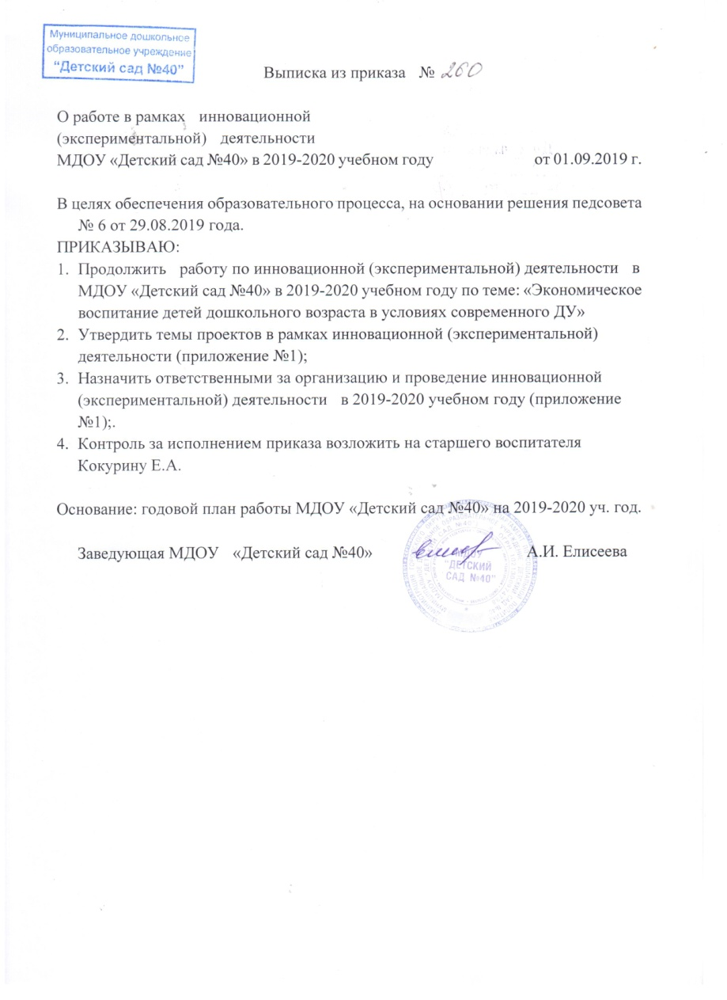 Муниципальное дошкольное
образовательное учреждение
"Детский сад №40"
Выписка из приказа № 260
О работе в рамках инновационной
(экспериментальной) деятельности
МДОУ «Детский сад №40» в 2019-2020 учебном году от 01.09.2019 г.
В целях обеспечения образовательного процесса, на основании решения педсовета
№ 6 от 29.08.2019 года.
ПРИКАЗЫВАЮ:
1. Продолжить работу по инновационной (экспериментальной) деятельности в
МДОУ «Детский сад №40» в 2019-2020 учебном году по теме: «Экономическое
воспитание детей дошкольного возраста в условиях современного ДУ»
2. Утвердить темы проектов в рамках инновационной (экспериментальной)
деятельности (приложение №1);
3. Назначить ответственными за организацию и проведение инновационной
(экспериментальной) деятельности в 2019-2020 учебном году (приложение
№1);.
4. Контроль за исполнением приказа возложить на старшего воспитателя
Кокурину Е.А.
Основание: годовой план работы МДОУ «Детский сад №40» на 2019-2020 уч. год.
Заведующая МДОУ «Детский сад №40» А.И. Елисеева
"ДЕТСКИЙ
САД №40"